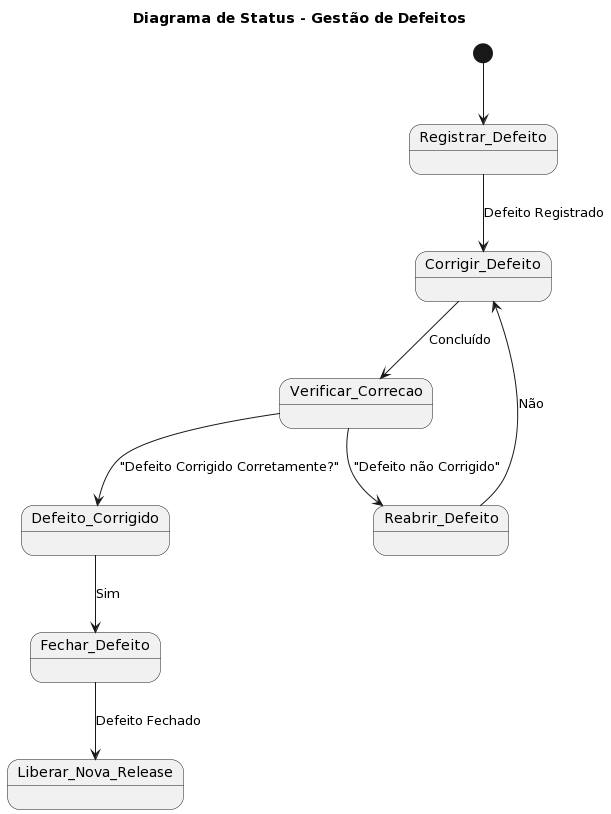 Diagrama de Status - Gestão de Defeitos
Registrar_Defeito
Defeito Registrado
Corrigir_Defeito
Concluído
Verificar_Correcao
Não
"Defeito Corrigido Corretamente?"
"Defeito não Corrigido"
Defeito_Corrigido
Reabrir_Defeito
Sim
Fechar_Defeito
Defeito Fechado
Liberar_Nova_Release